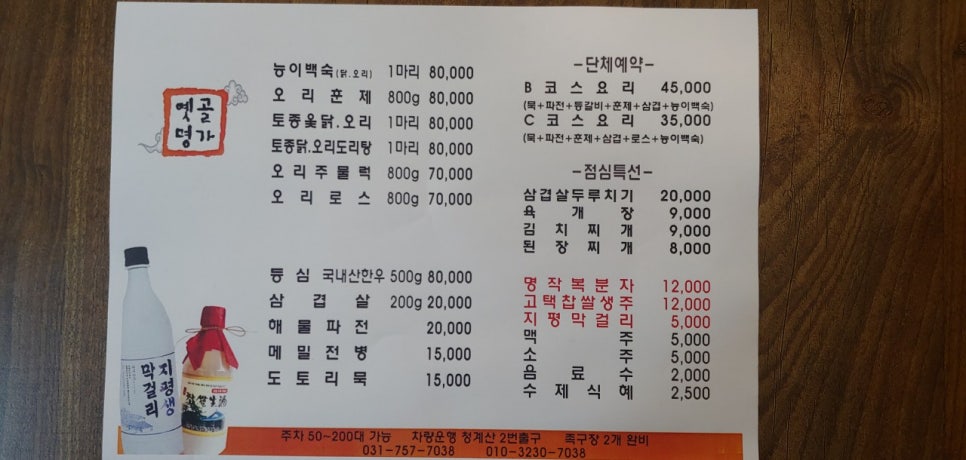 옛골
명가
능이백숙(닭.오리) 1마리 80,000
오리훈제 800g 80,000
토종옻닭.오리 1마리 80,000
토종닭.오리도리탕 1마리 80,000
오리주물럭 800g 70,000
오리로스 800g 70,000
등심 국내산한우 500g 80,000
삼겹살 200g 20,000
해물파전 20,000
메밀전병 15,000
도토리묵 15,000
-단체예약-
B 코스요리 45,000
(묵+파전+등갈비+훈제+삼겹+능이백숙)
C 코스요리 35,000
(묵+파전+훈제+삼겹+로스+능이백숙)
-점심특선-
삼겹살두루치기 20,000
육개장 9,000
김치찌개 9,000
된장찌개 8,000
명작복분자 12,000
고택찹쌀생주 12,000
지평막걸리 5,000
맥주 5,000
소주 5,000
음료수 2,000
수제식혜 2,500
지평생
막걸리
찹쌀生酒
주차 50~200대 가능 차량운행 청계산 2번출구 족구장 2개 완비
031-757-7038 010-3230-7038